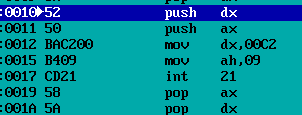 :0010►52 push dx
:0011 50 push ax
:0012 BAC200 mov dx,00C2
:0015 B409 mov ah,09
:0017 CD21 int 21
:0019 58 pop ax
:001A 5A pop dx